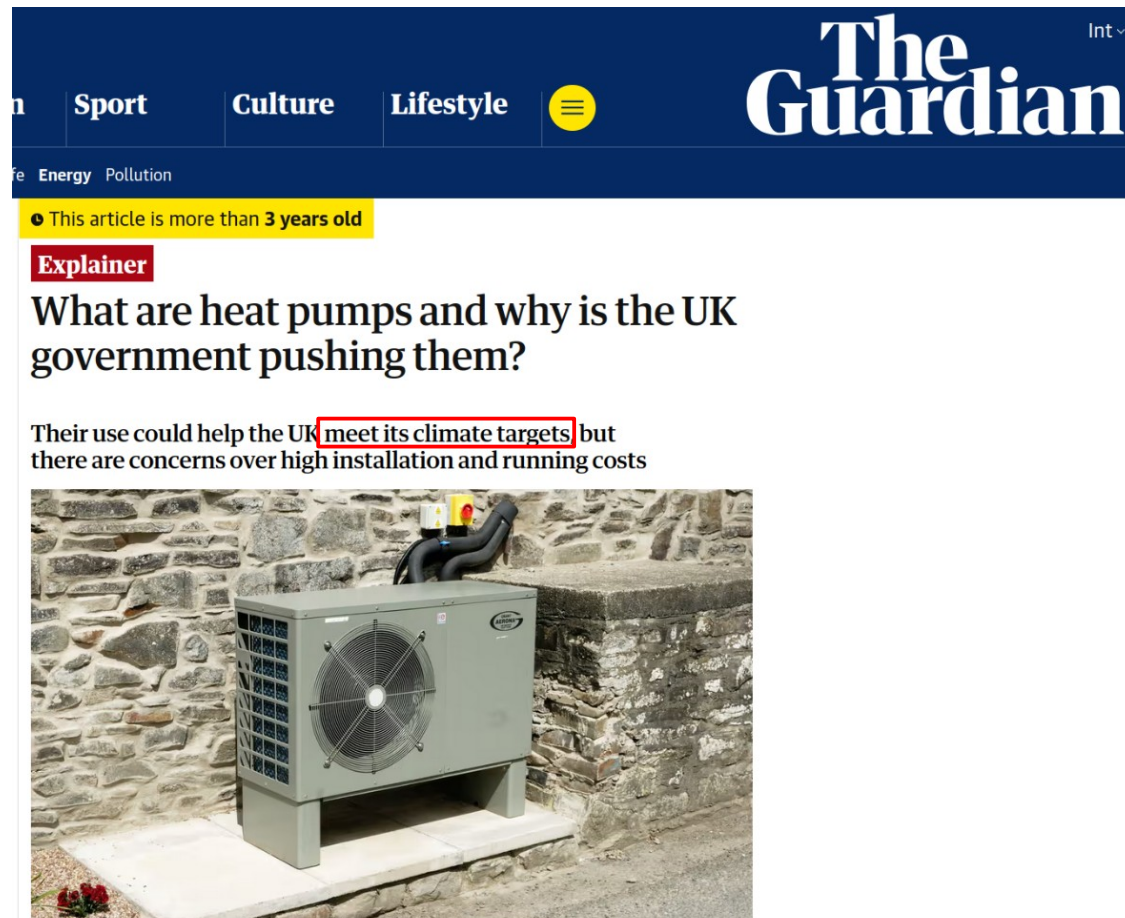 The
Guardian
Int
Sport Culture Lifestyle
Energy Pollution
This article is more than 3 years old
Explainer
What are heat pumps and why is the UK
government pushing them?
Their use could help the UK meet its climate targets, but
there are concerns over high installation and running costs